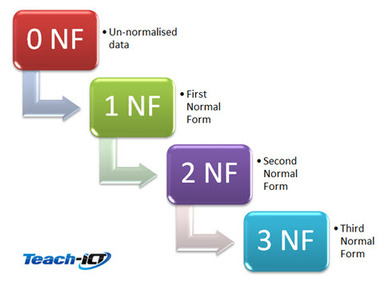 0 NF
• Un-normalised
data
1 NF
• First
Normal
Form
2 NF
• Second
Normal
Form
3 NF
• Third
Normal
Form
Teach-iCT